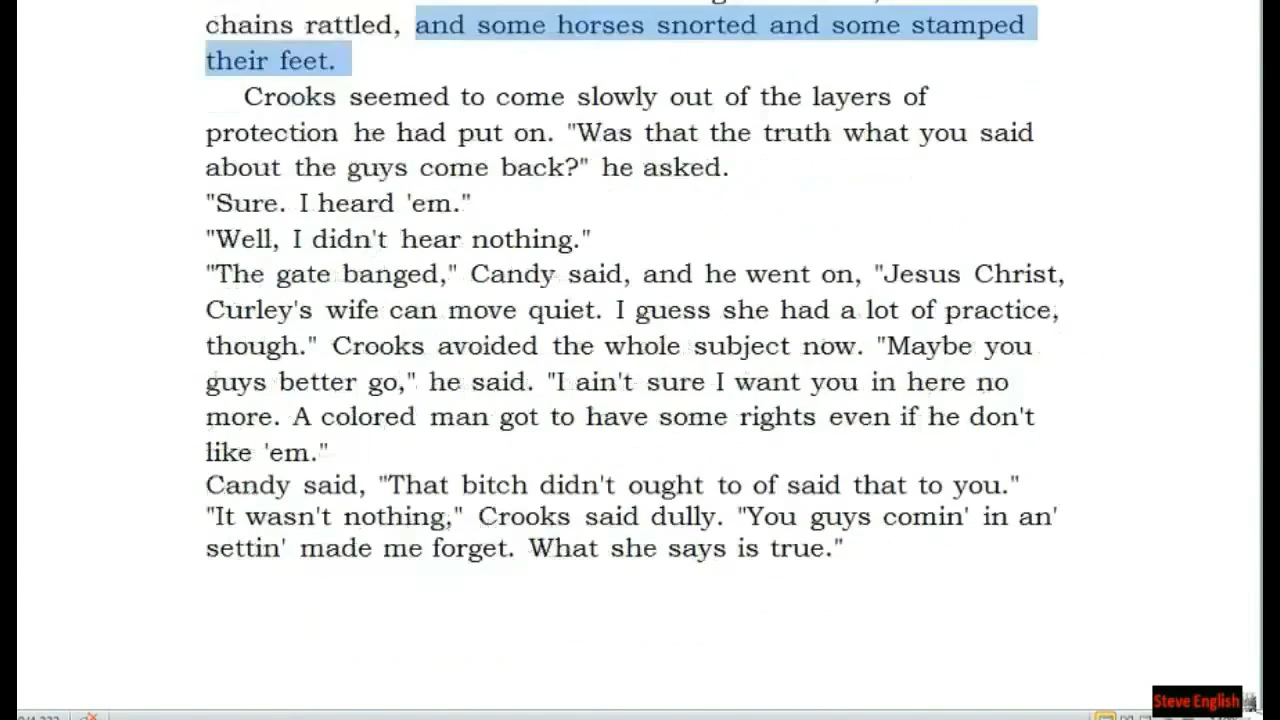 chains rattled, and some horses snorted and some stamped
their feet.
Crooks seemed to come slowly out of the layers of
protection he had put on. "Was that the truth what you said
about the guys come back?" he asked.
"Sure. I heard 'em."
"Well, I didn't hear nothing."
"The gate banged," Candy said, and he went on, "Jesus Christ,
Curley's wife can move quiet. I guess she had a lot of practice,
though." Crooks avoided the whole subject now. "Maybe you
guys better go," he said. "I ain't sure I want you in here no
more. A colored man got to have some rights even if he don't
like 'em."
Candy said, "That bitch didn't ought to of said that to you."
"It wasn't nothing," Crooks said dully. "You guys comin' in an'
settin' made me forget. What she says is true."
Steve English